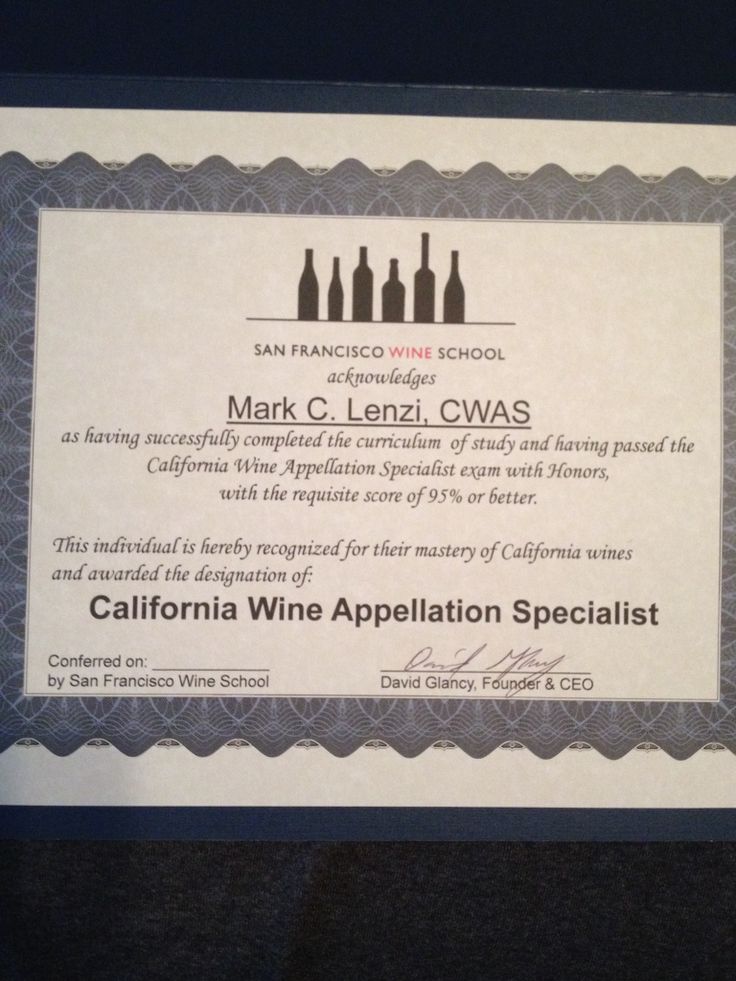 SAN FRANCISCO WINE SCHOOL
acknowledges
Mark C. Lenzi, CWAS
as having successfully completed the curriculum of study and having passed the
California Wine Appellation Specialist exam with Honors,
with the requisite score of 95% or better.
This individual is hereby recognized for their mastery of California wines
and awarded the designation of:
California Wine Appellation Specialist
Conferred on: ______________
by San Francisco Wine School
David Glancy, Founder & CEO